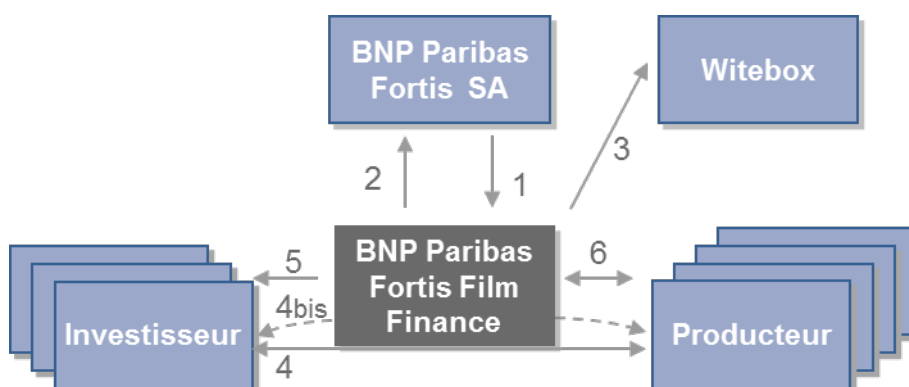 BNP Paribas
Fortis SA
Witebox
2
1
3
BNP Paribas
Fortis Film
Finance
5
6
4bis
Investisseur
Producteur
4